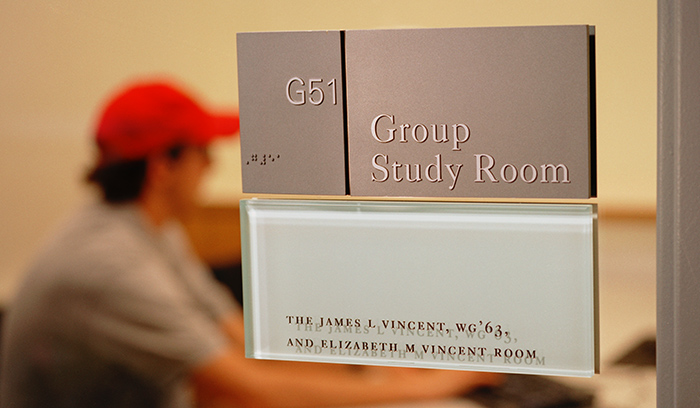 G51
Group
Study Room
THE JAMES L VINCENT, WG'63,
AND ELIZABETH M VINCENT ROOM